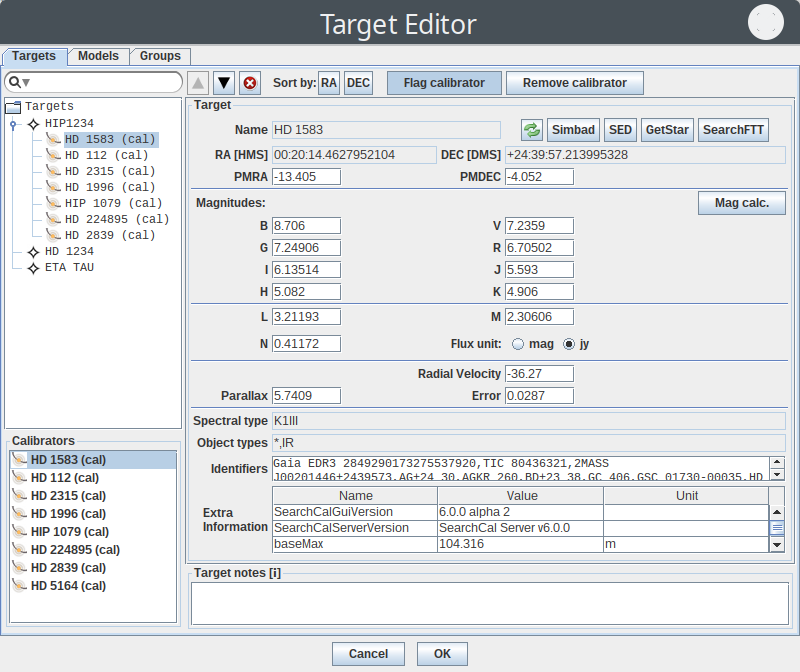 Target Editor
Targets Models Groups
Sort by: RA DEC Flag calibrator Remove calibrator
Targets
HIP1234
HD 1583 (cal)
HD 112 (cal)
HD 2315 (cal)
HD 1996 (cal)
HIP 1079 (cal)
HD 224895 (cal)
HD 2839 (cal)
HD 1234
ETA TAU
Calibrators
HD 1583 (cal)
HD 112 (cal)
HD 2315 (cal)
HD 1996 (cal)
HIP 1079 (cal)
HD 224895 (cal)
HD 2839 (cal)
HD 5164 (cal)
Target
Name HD 1583 Simbad SED GetStar SearchFTT
RA [HMS] 00:20:14.4627952104 DEC [DMS] +24:39:57.213995328
PMRA -13.405 PMDEC -4.052
Magnitudes: Mag calc.
B 8.706 V 7.2359
G 7.24906 R 6.70502
I 6.13514 J 5.593
H 5.082 K 4.906
L 3.21193 M 2.30606
N 0.41172 Flux unit: mag jy
Radial Velocity -36.27
Parallax 5.7409 Error 0.0287
Spectral type K1III
Object types *,IR
Identifiers Gaia EDR3 2849290173275537920,TIC 80436321,2MASS
J00201446+2439573,AG+24 30,AGKR 260,BD+23 38,GC 406,GSC 01730-00035,HD
Extra Information
Name Value Unit
SearchCalGuiVersion 6.0.0 alpha 2
SearchCalServerVersion SearchCal Server v6.0.0
baseMax 104.316 m
Target notes [i]
Cancel OK